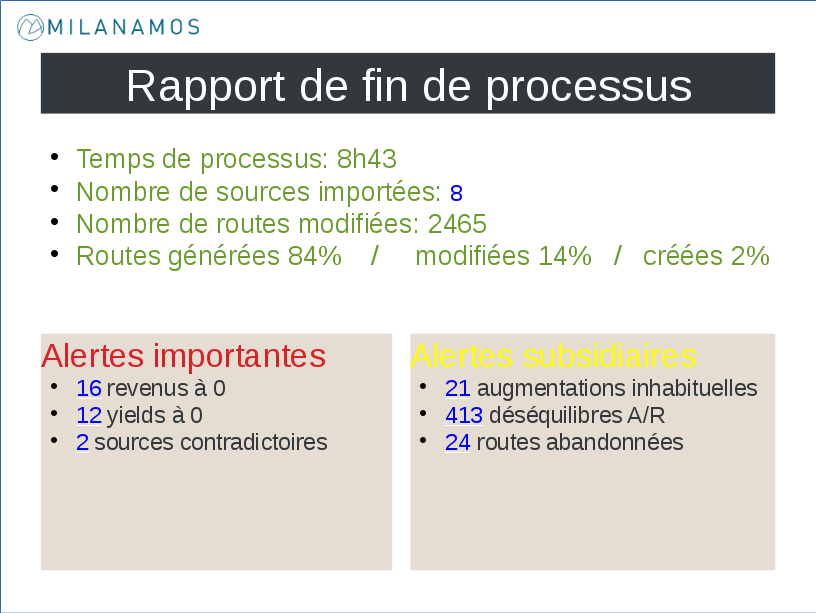 MILANAMOS
Rapport de fin de processus
• Temps de processus: 8h43
• Nombre de sources importées: 8
• Nombre de routes modifiées: 2465
• Routes générées 84% / modifiées 14% / créées 2%
Alertes importantes
• 16 revenus à 0
• 12 yields à 0
• 2 sources contradictoires
Alertes subsidiaires
• 21 augmentations inhabituelles
• 413 déséquilibres A/R
• 24 routes abandonnées